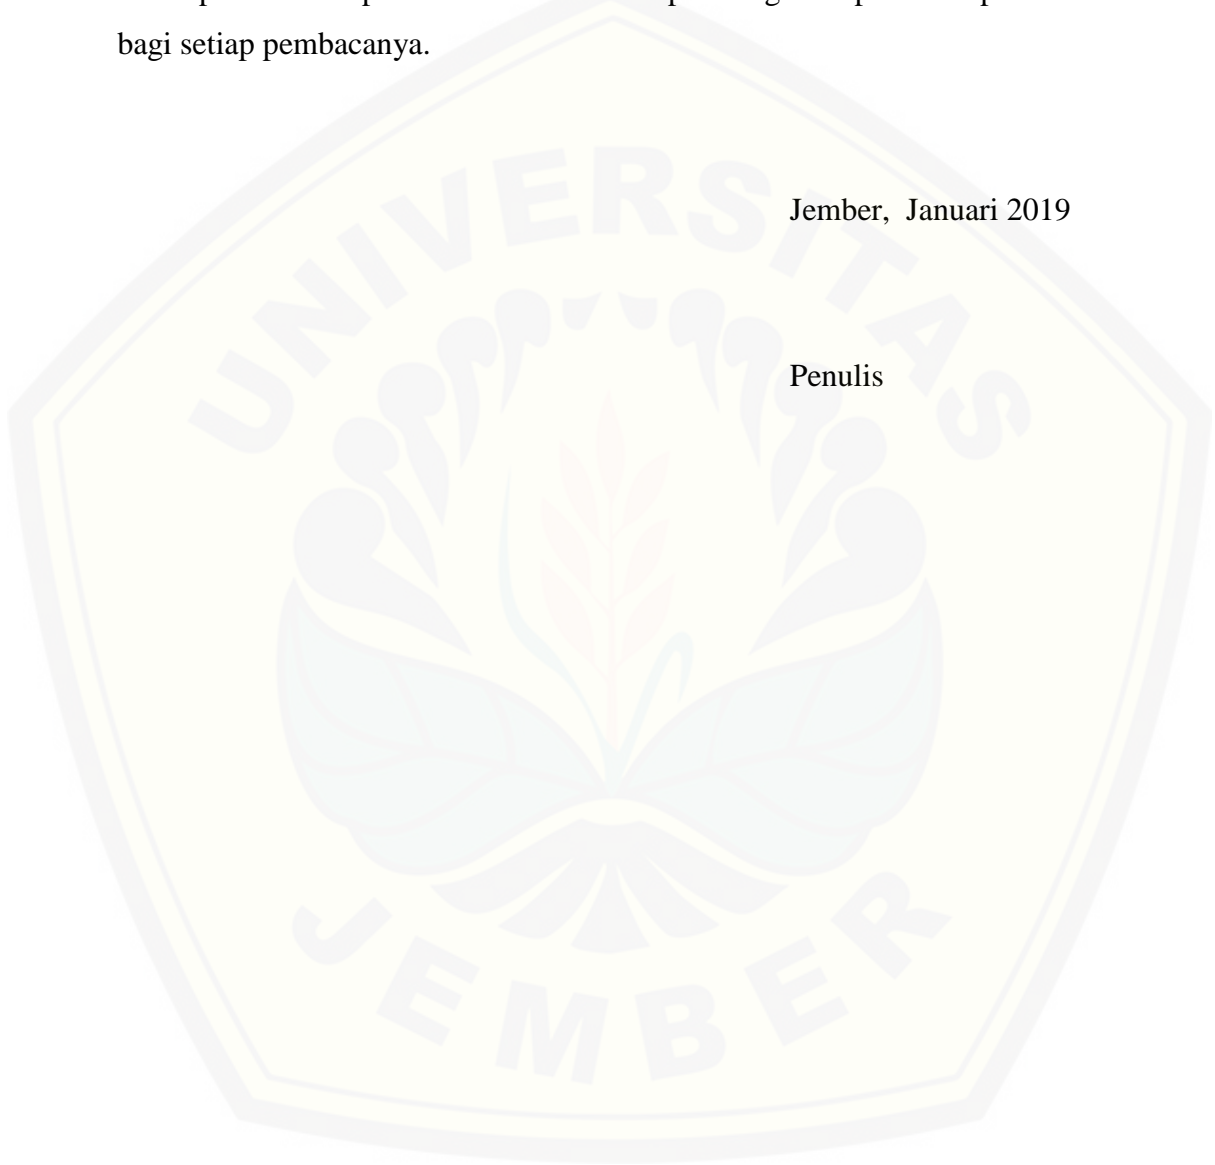 bagi setiap pembacanya.
Jember,  Januari 2019
Penulis
UNIVERSITAS
JEMBER